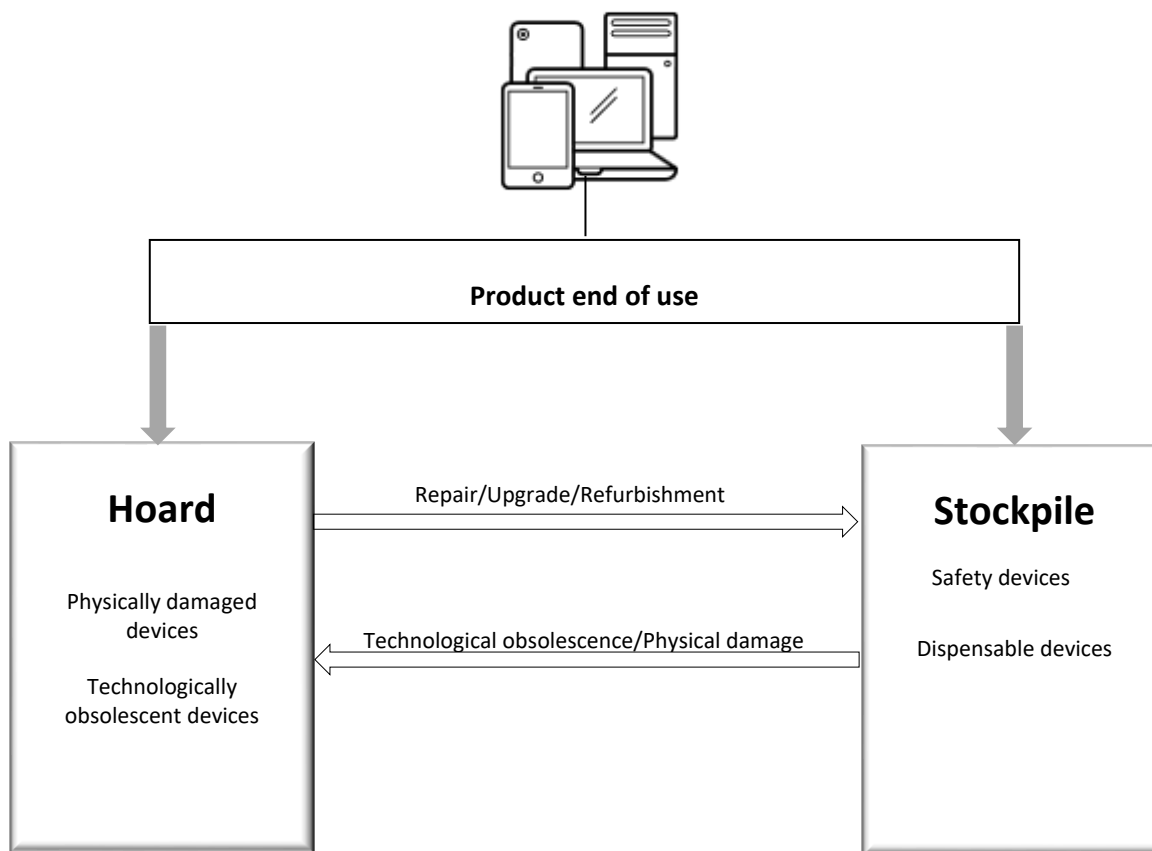 Product end of use
Hoard
Physically damaged
devices
Technologically
obsolescent devices
Repair/Upgrade/Refurbishment
Technological obsolescence/Physical damage
Stockpile
Safety devices
Dispensable devices